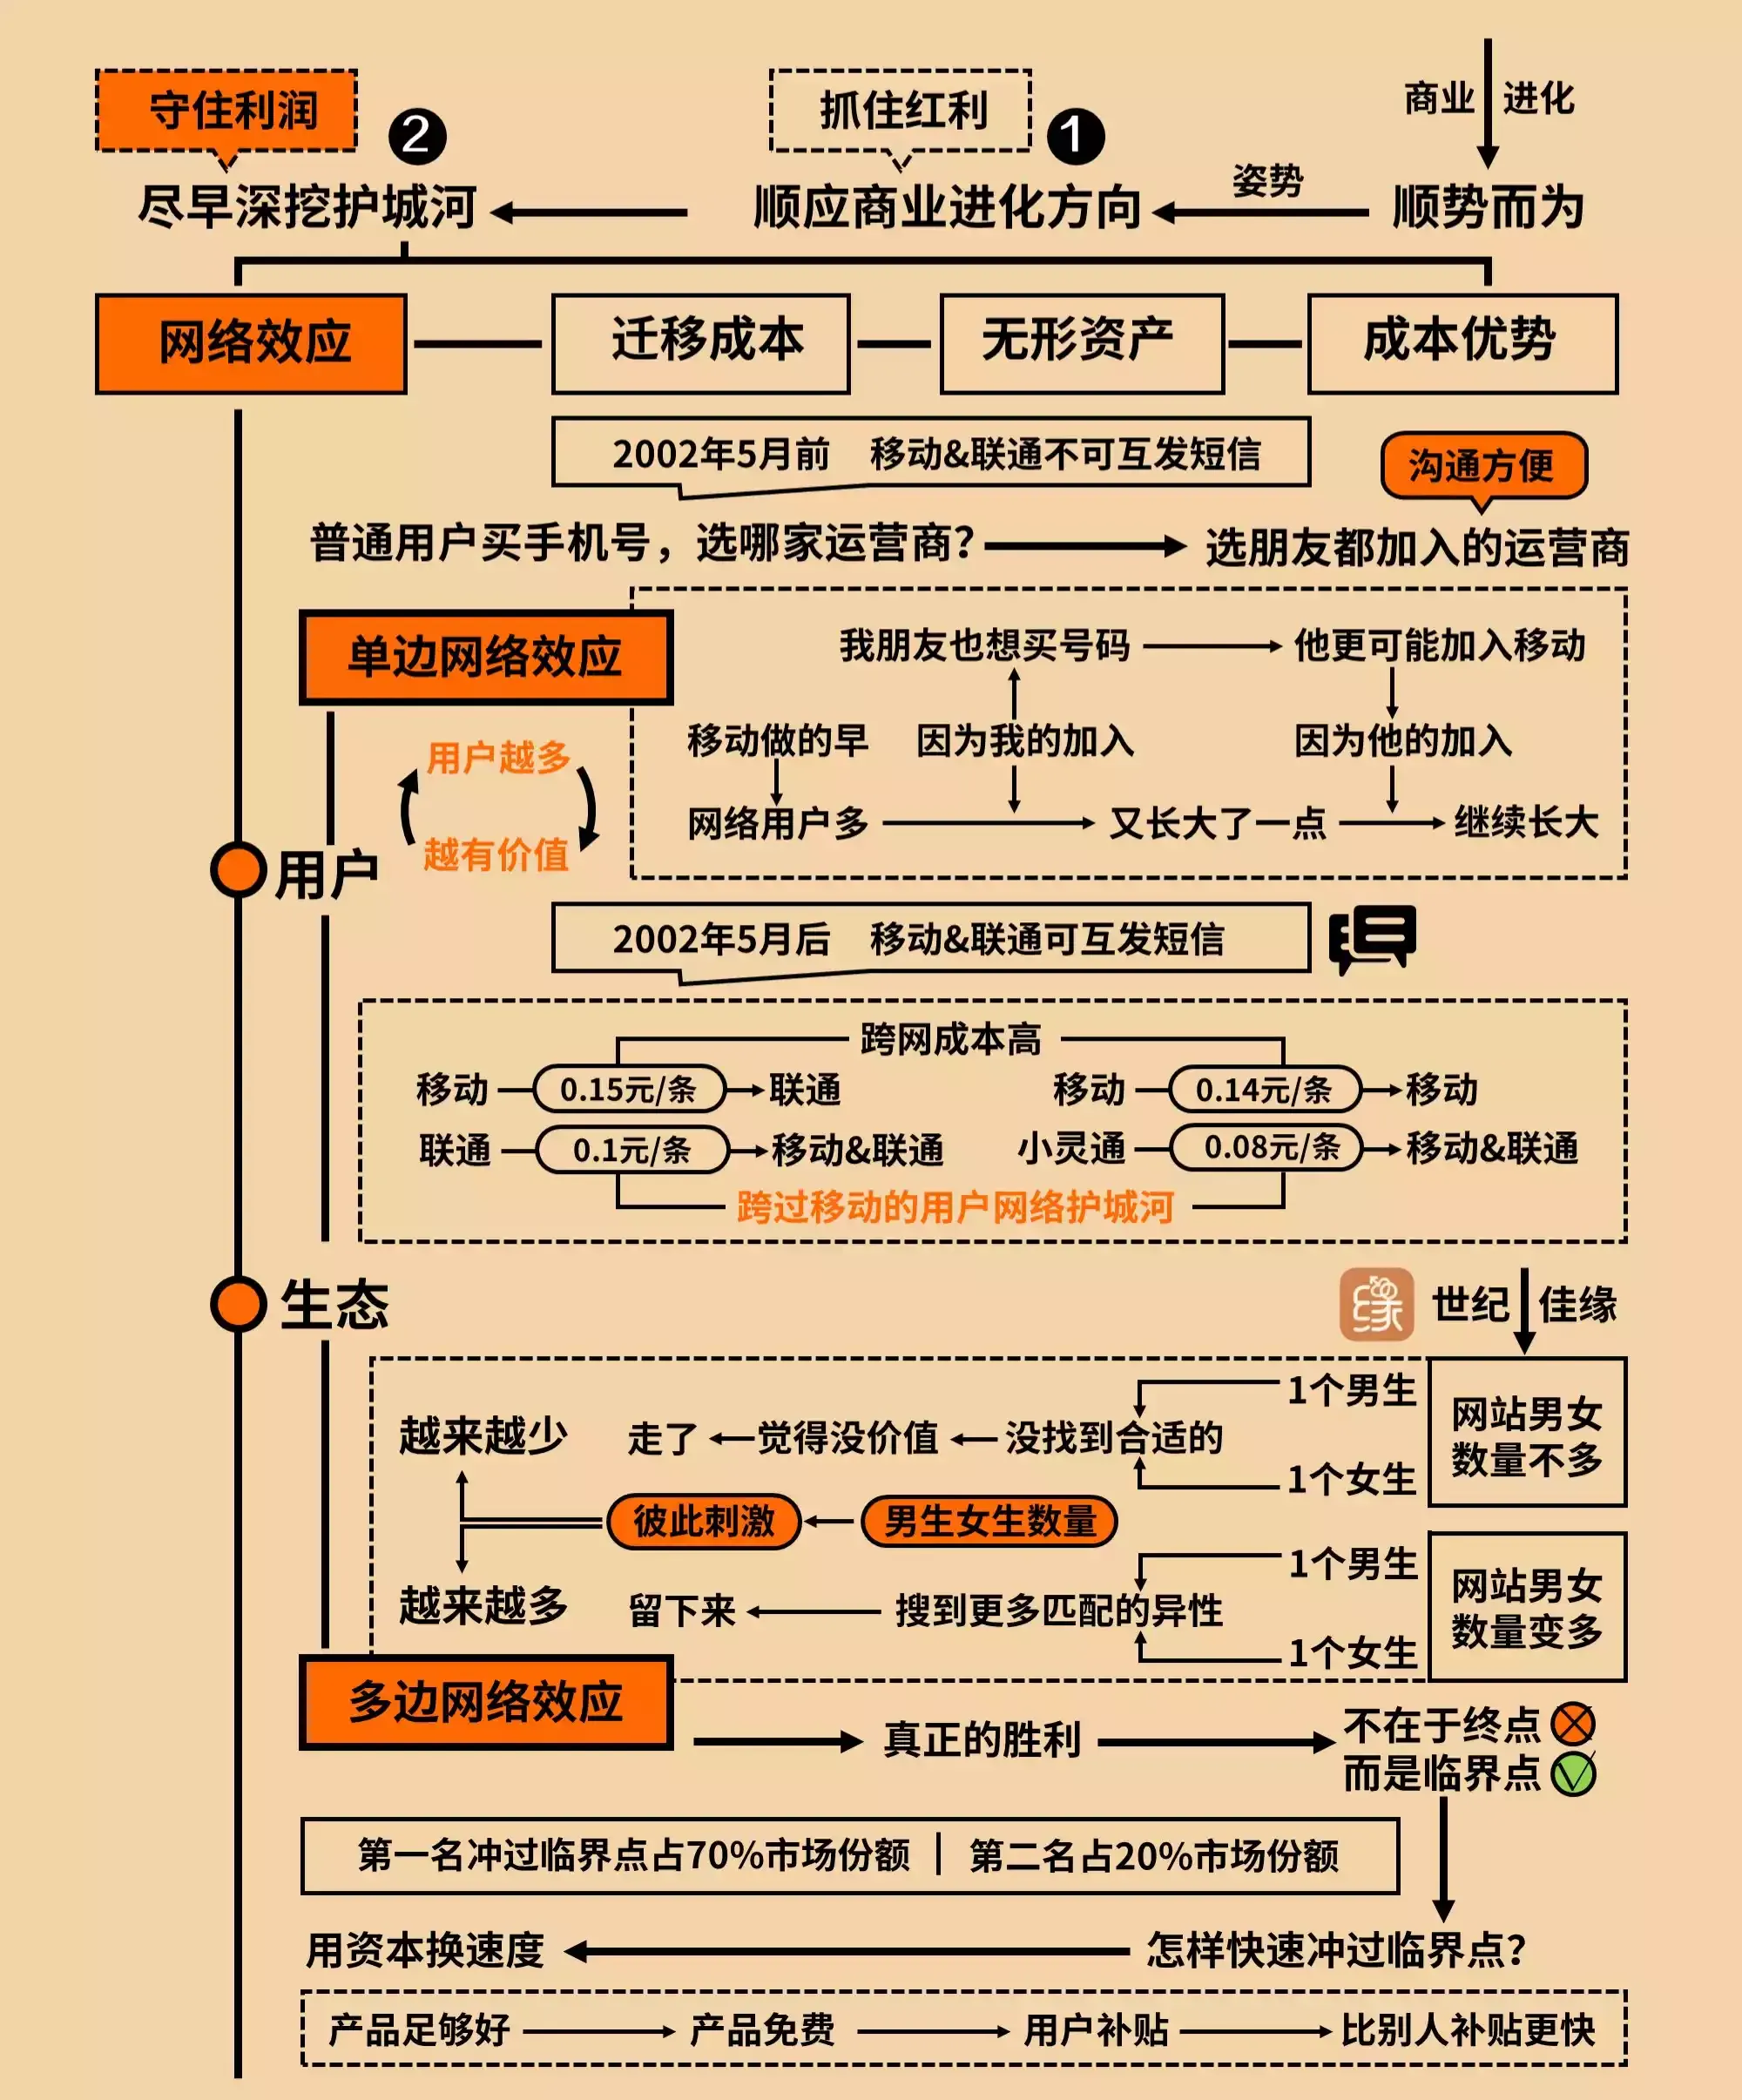 守住利润
2
抓住红利
1
商业 进化
尽早深挖护城河
顺应商业进化方向
姿势
顺势而为
网络效应
迁移成本
无形资产
成本优势
2002年5月前 移动&联通不可互发短信
沟通方便
普通用户买手机号，选哪家运营商？
选朋友都加入的运营商
单边网络效应
我朋友也想买号码
他更可能加入移动
用户越多
越有价值
移动做的早
因为我的加入
因为他的加入
网络用户多
又长大了一点
继续长大
用户
2002年5月后 移动&联通可互发短信
跨网成本高
移动 0.15元/条 联通
移动 0.14元/条 移动
联通 0.1元/条 移动&联通
小灵通 0.08元/条 移动&联通
跨过移动的用户网络护城河
生态
缘
世纪 佳缘
1个男生
网站男女
数量不多
越来越少
走了
觉得没价值
没找到合适的
1个女生
彼此刺激
男生女生数量
1个男生
网站男女
数量变多
越来越多
留下来
搜到更多匹配的异性
1个女生
多边网络效应
真正的胜利
不在于终点
而是临界点
第一名冲过临界点占70%市场份额 | 第二名占20%市场份额
用资本换速度
怎样快速冲过临界点？
产品足够好
产品免费
用户补贴
比别人补贴更快